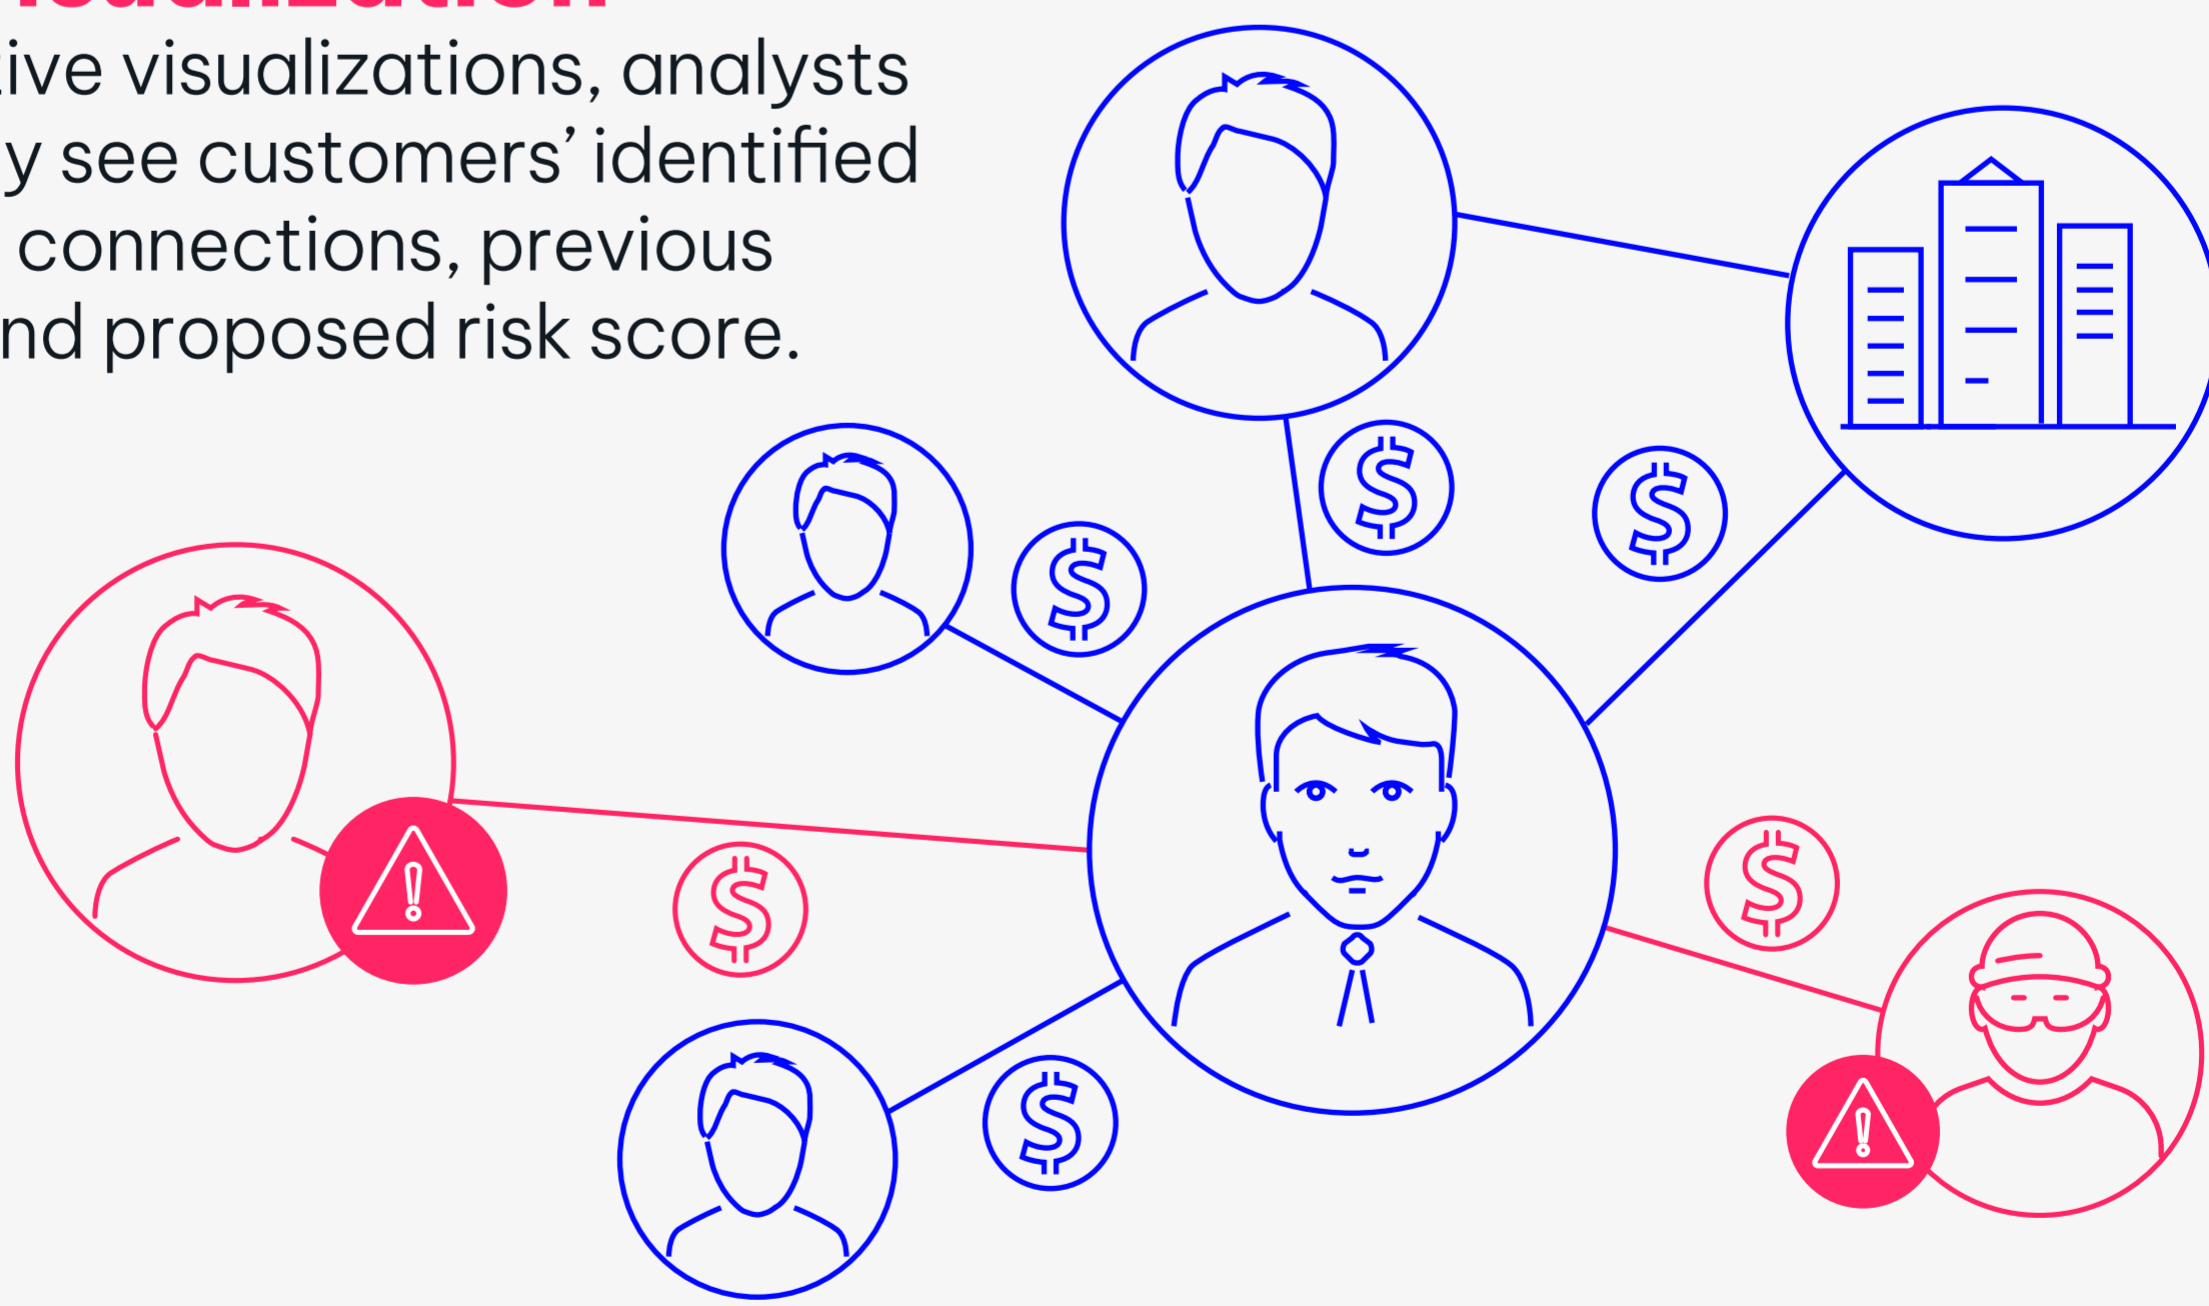 ive visualizations, analysts
y see customers’ identified
connections, previous
nd proposed risk score.
$
$
$
$
$
$